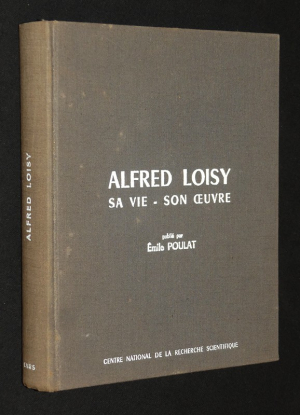 ALFRED LOISY
SA VIE - SON ŒUVRE
publié par
Émile POULAT
CENTRE NATIONAL DE LA RECHERCHE SCIENTIFIQUE
ALFRED LOISY